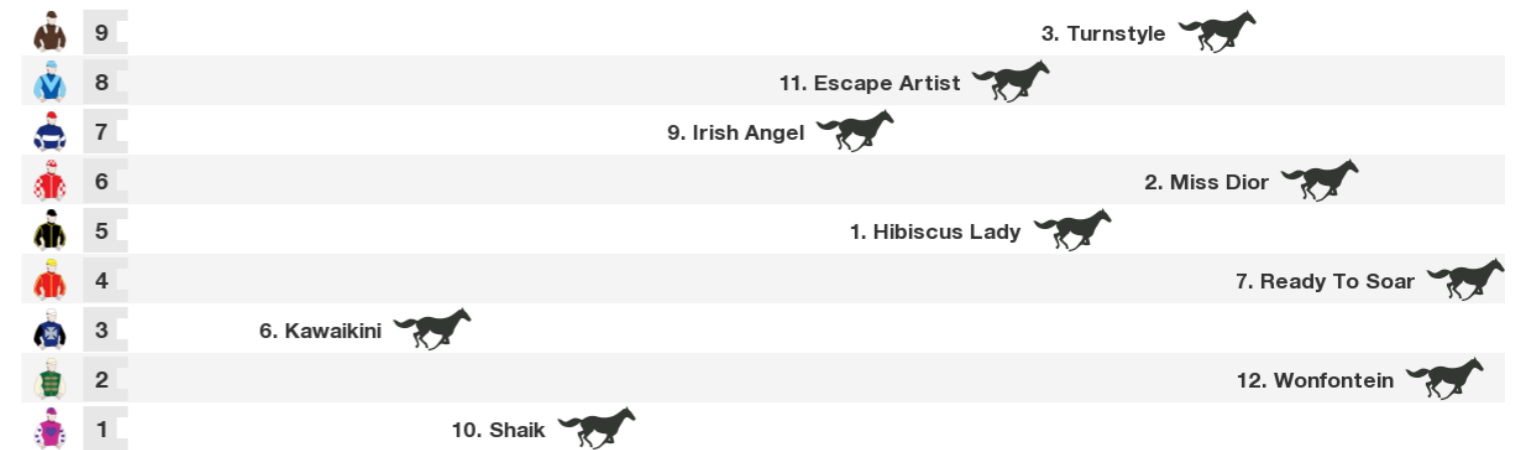 9 3. Turnstyle
8 11. Escape Artist
7 9. Irish Angel
6 2. Miss Dior
5 1. Hibiscus Lady
4 7. Ready To Soar
3 6. Kawaikini
2 12. Wonfontein
1 10. Shaik